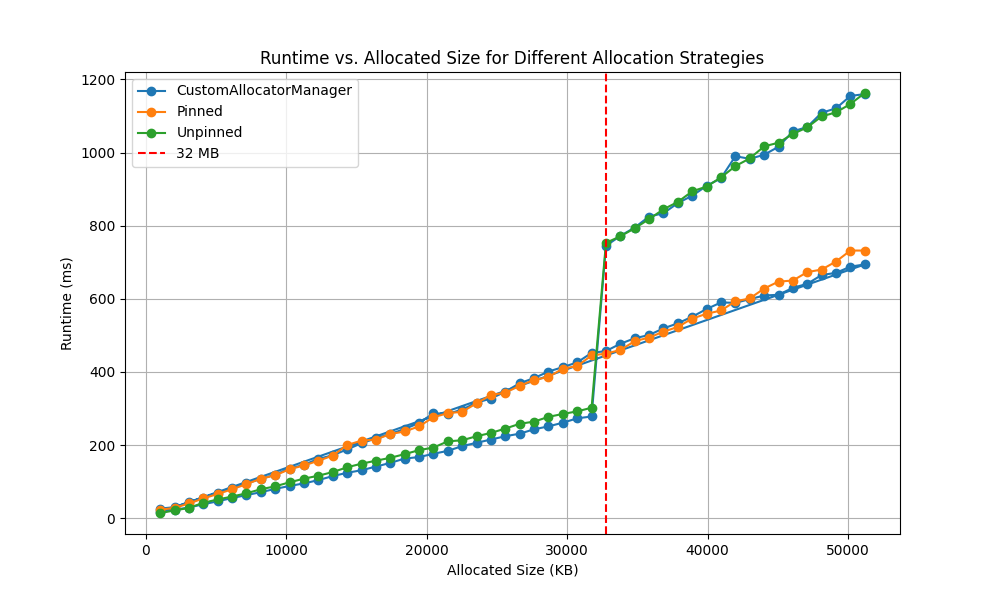 Runtime vs. Allocated Size for Different Allocation Strategies
CustomAllocatorManager
Pinned
Unpinned
32 MB
1200
1000
800
600
400
200
0
Runtime (ms)
0 10000 20000 30000 40000 50000
Allocated Size (KB)